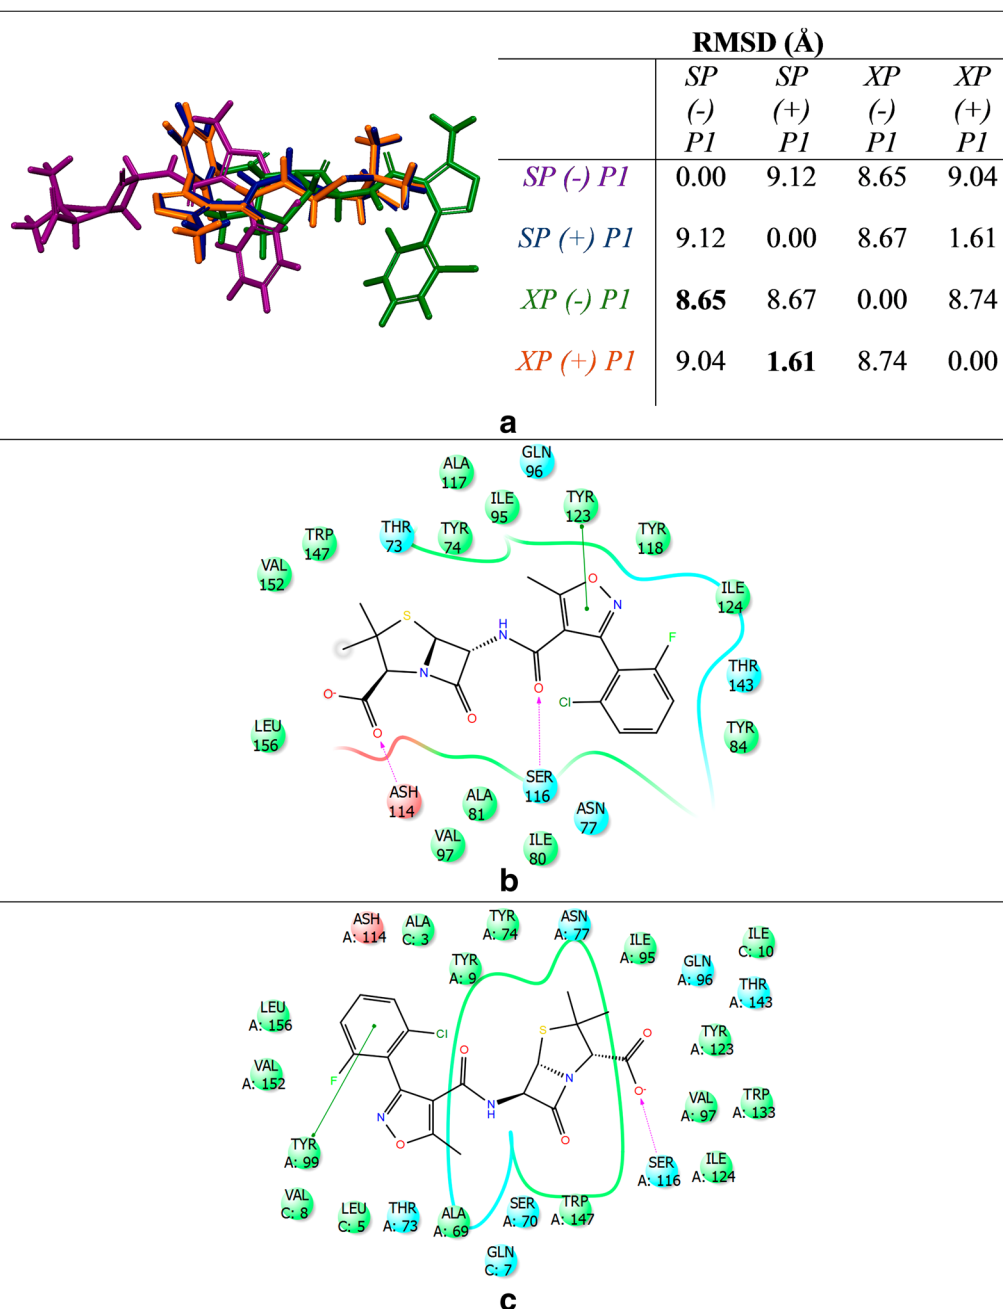 RMSD (Å)
SP SP XP XP
(-) (+) (-) (+)
P1 P1 P1 P1
SP (-) P1 0.00 9.12 8.65 9.04
SP (+) P1 9.12 0.00 8.67 1.61
XP (-) P1 8.65 8.67 0.00 8.74
XP (+) P1 9.04 1.61 8.74 0.00
a
GLN
96
ALA
117
ILE
95
TYR
123
THR
73
TYR
74
TYR
118
TRP
147
VAL
152
ILE
124
O
N
S
H
N
F
N
O-
O
O
O
Cl
THR
143
LEU
156
TYR
84
ASH
114
ALA
81
SER
116
ASN
77
VAL
97
ILE
80
b
ASH
A: 114
ALA
C: 3
TYR
A: 74
ASN
A: 77
ILE
A: 95
ILE
C: 10
TYR
A: 9
GLN
A: 96
THR
A: 143
LEU
A: 156
TYR
A: 123
VAL
A: 152
Cl
F
O
S
O
O-
N
N
H
N
O
O
VAL
A: 97
TRP
A: 133
TYR
A: 99
SER
A: 116
ILE
A: 124
VAL
C: 8
LEU
C: 5
THR
A: 73
ALA
A: 69
SER
A: 70
TRP
A: 147
GLN
C: 7
c